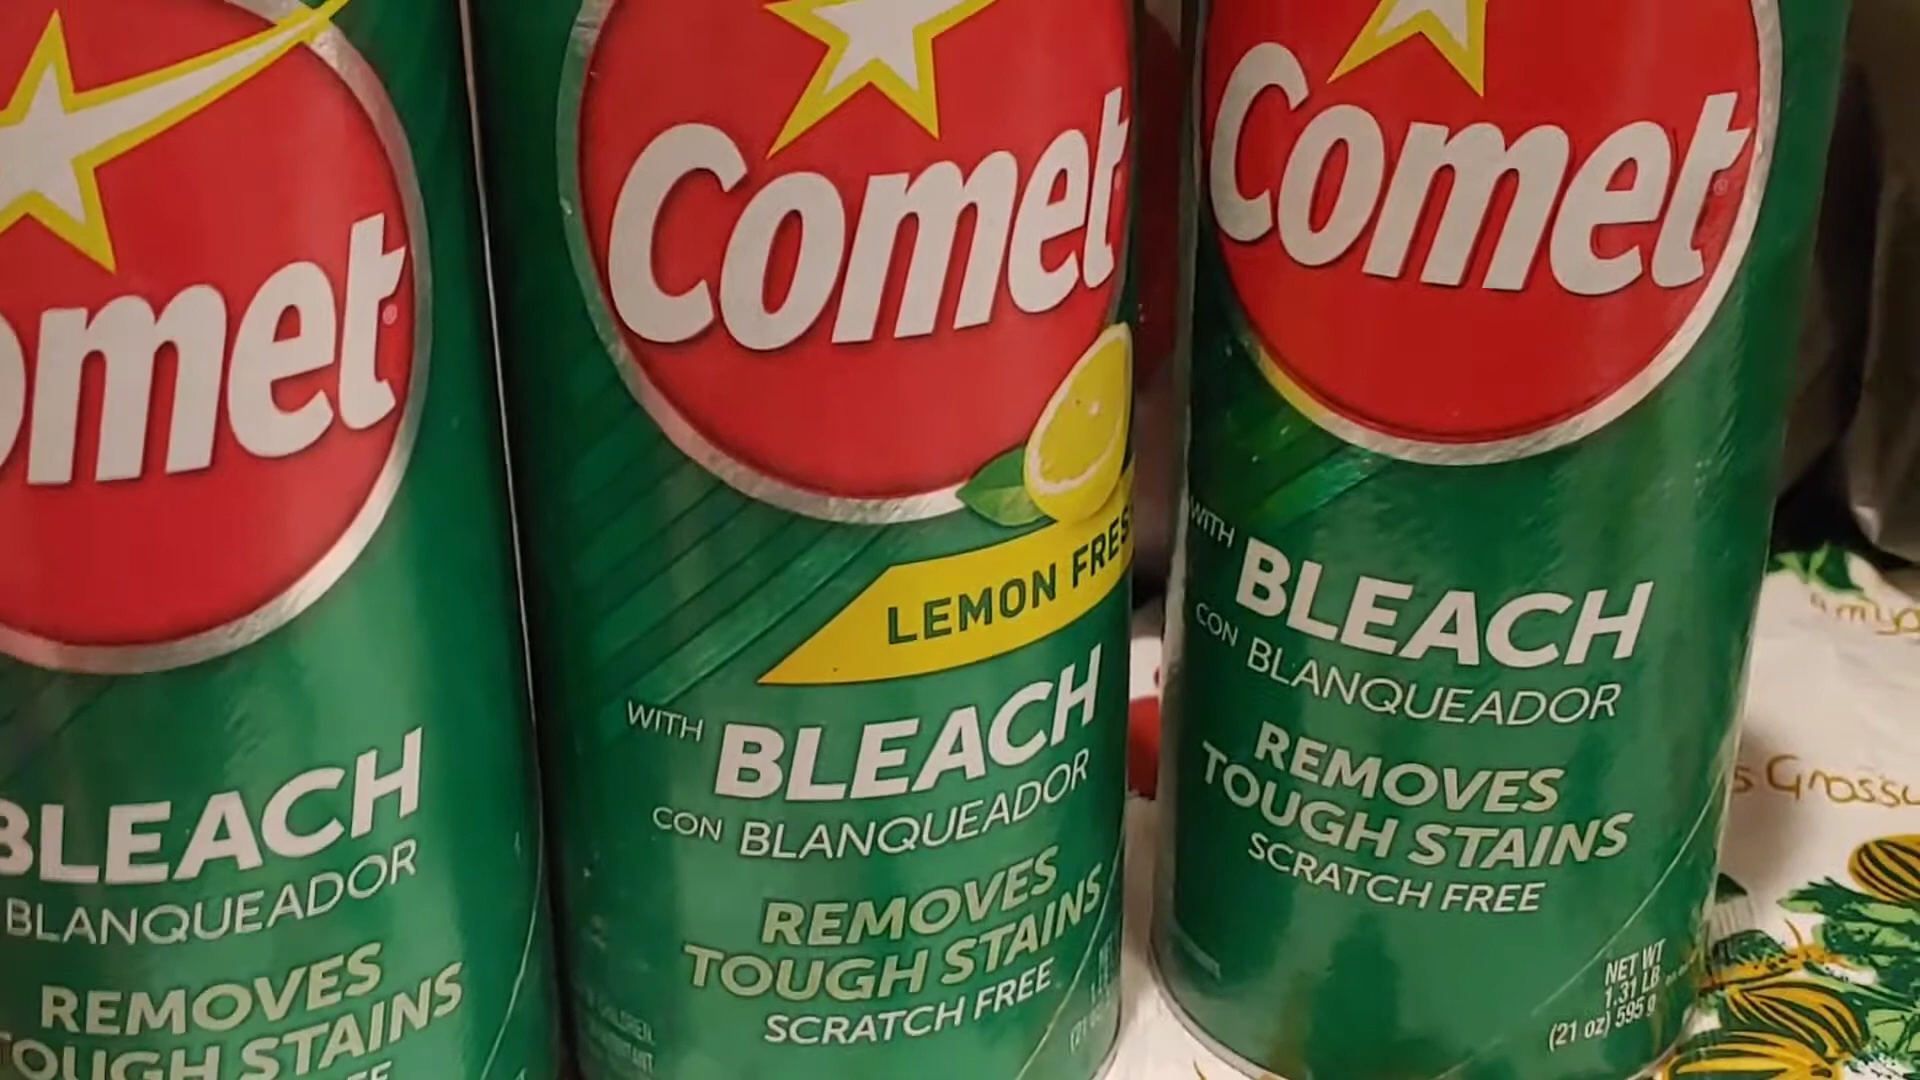 omet
BLEACH
BLANQUEADOR
REMOVES
TOUGH STAINS
Comet
LEMON FRES
WITH BLEACH
CON BLANQUEADOR
REMOVES
TOUGH STAINS
SCRATCH FREE
Comet
WITH BLEACH
CON BLANQUEADOR
REMOVES
TOUGH STAINS
SCRATCH FREE
NET WT
1.31 LB
(21 oz) 595 g